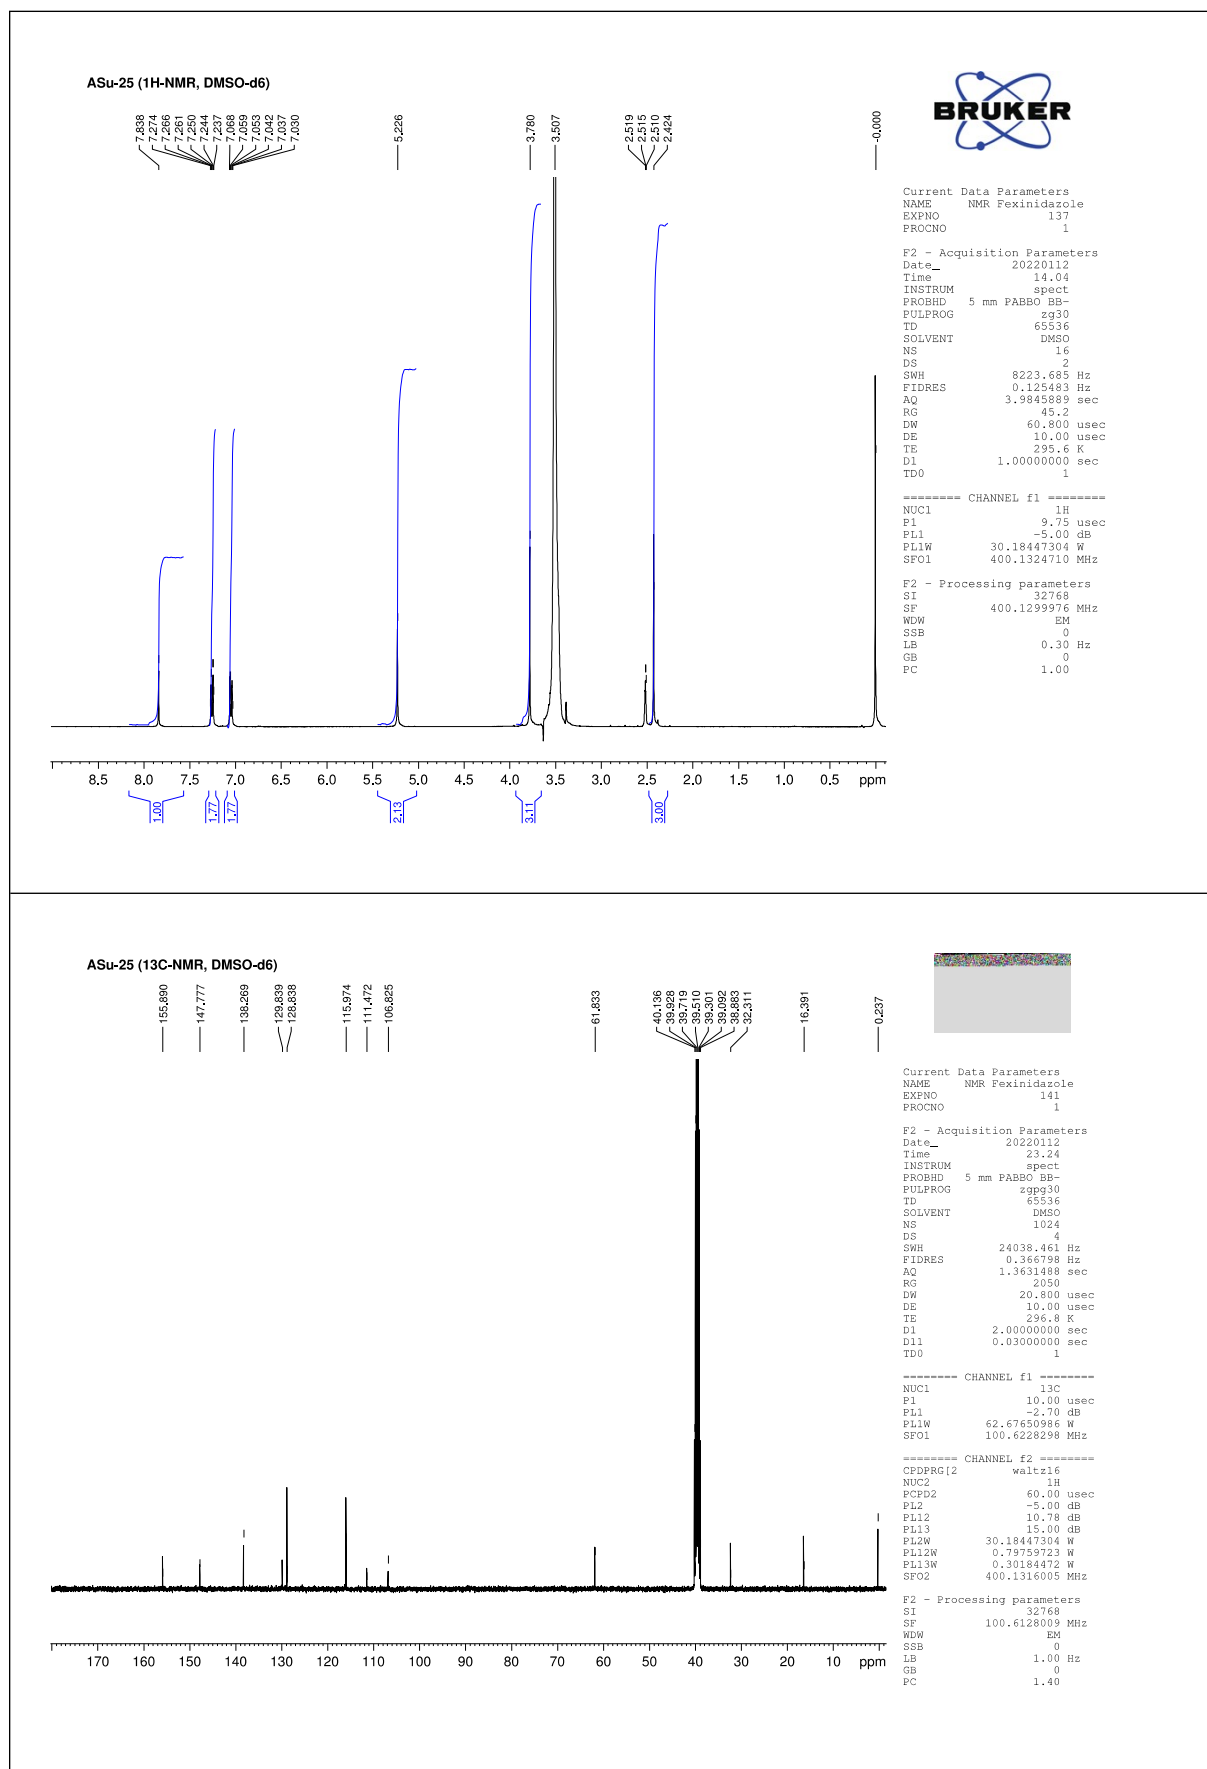 ASu-25 (1H-NMR, DMSO-d6)
BRUKER
7.838
7.274
7.266
7.261
7.250
7.244
7.237
7.068
7.059
7.053
7.042
7.037
7.030
5.226
3.780
3.507
2.519
2.515
2.510
2.424
-0.000
Current Data Parameters
NAME NMR Fexinidazole
EXPNO 137
PROCNO 1
F2 - Acquisition Parameters
Date_ 20220112
Time 14.04
INSTRUM spect
PROBHD 5 mm PABBO BB-
PULPROG zg30
TD 65536
SOLVENT DMSO
NS 16
DS 2
SWH 8223.685 Hz
FIDRES 0.125483 Hz
AQ 3.9845889 sec
RG 45.2
DW 60.800 usec
DE 10.00 usec
TE 295.6 K
D1 1.00000000 sec
TD0 1
======== CHANNEL f1 ========
NUC1 1H
P1 9.75 usec
PL1 -5.00 dB
PL1W 30.18447304 W
SFO1 400.1324710 MHz
F2 - Processing parameters
SI 32768
SF 400.1299976 MHz
WDW EM
SSB 0
LB 0.30 Hz
GB 0
PC 1.00
8.5 8.0 7.5 7.0 6.5 6.0 5.5 5.0 4.5 4.0 3.5 3.0 2.5 2.0 1.5 1.0 0.5 ppm
1.00
1.77
1.77
2.13
3.11
3.00
ASu-25 (13C-NMR, DMSO-d6)
155.890
147.777
138.269
129.839
128.838
115.974
111.472
106.825
61.833
40.136
39.928
39.719
39.510
39.301
39.092
38.883
32.311
16.391
0.237
Current Data Parameters
NAME NMR Fexinidazole
EXPNO 141
PROCNO 1
F2 - Acquisition Parameters
Date_ 20220112
Time 23.24
INSTRUM spect
PROBHD 5 mm PABBO BB-
PULPROG zgpg30
TD 65536
SOLVENT DMSO
NS 1024
DS 4
SWH 24038.461 Hz
FIDRES 0.366798 Hz
AQ 1.3631488 sec
RG 2050
DW 20.800 usec
DE 10.00 usec
TE 296.8 K
D1 2.00000000 sec
D11 0.03000000 sec
TD0 1
======== CHANNEL f1 ========
NUC1 13C
P1 10.00 usec
PL1 -2.70 dB
PL1W 62.67650986 W
SFO1 100.6228298 MHz
======== CHANNEL f2 ========
CPDPRG[2 waltz16
NUC2 1H
PCPD2 60.00 usec
PL2 -5.00 dB
PL12 10.78 dB
PL13 15.00 dB
PL2W 30.18447304 W
PL12W 0.79759723 W
PL13W 0.30184472 W
SFO2 400.1316005 MHz
F2 - Processing parameters
SI 32768
SF 100.6128009 MHz
WDW EM
SSB 0
LB 1.00 Hz
GB 0
PC 1.40
170 160 150 140 130 120 110 100 90 80 70 60 50 40 30 20 10 ppm